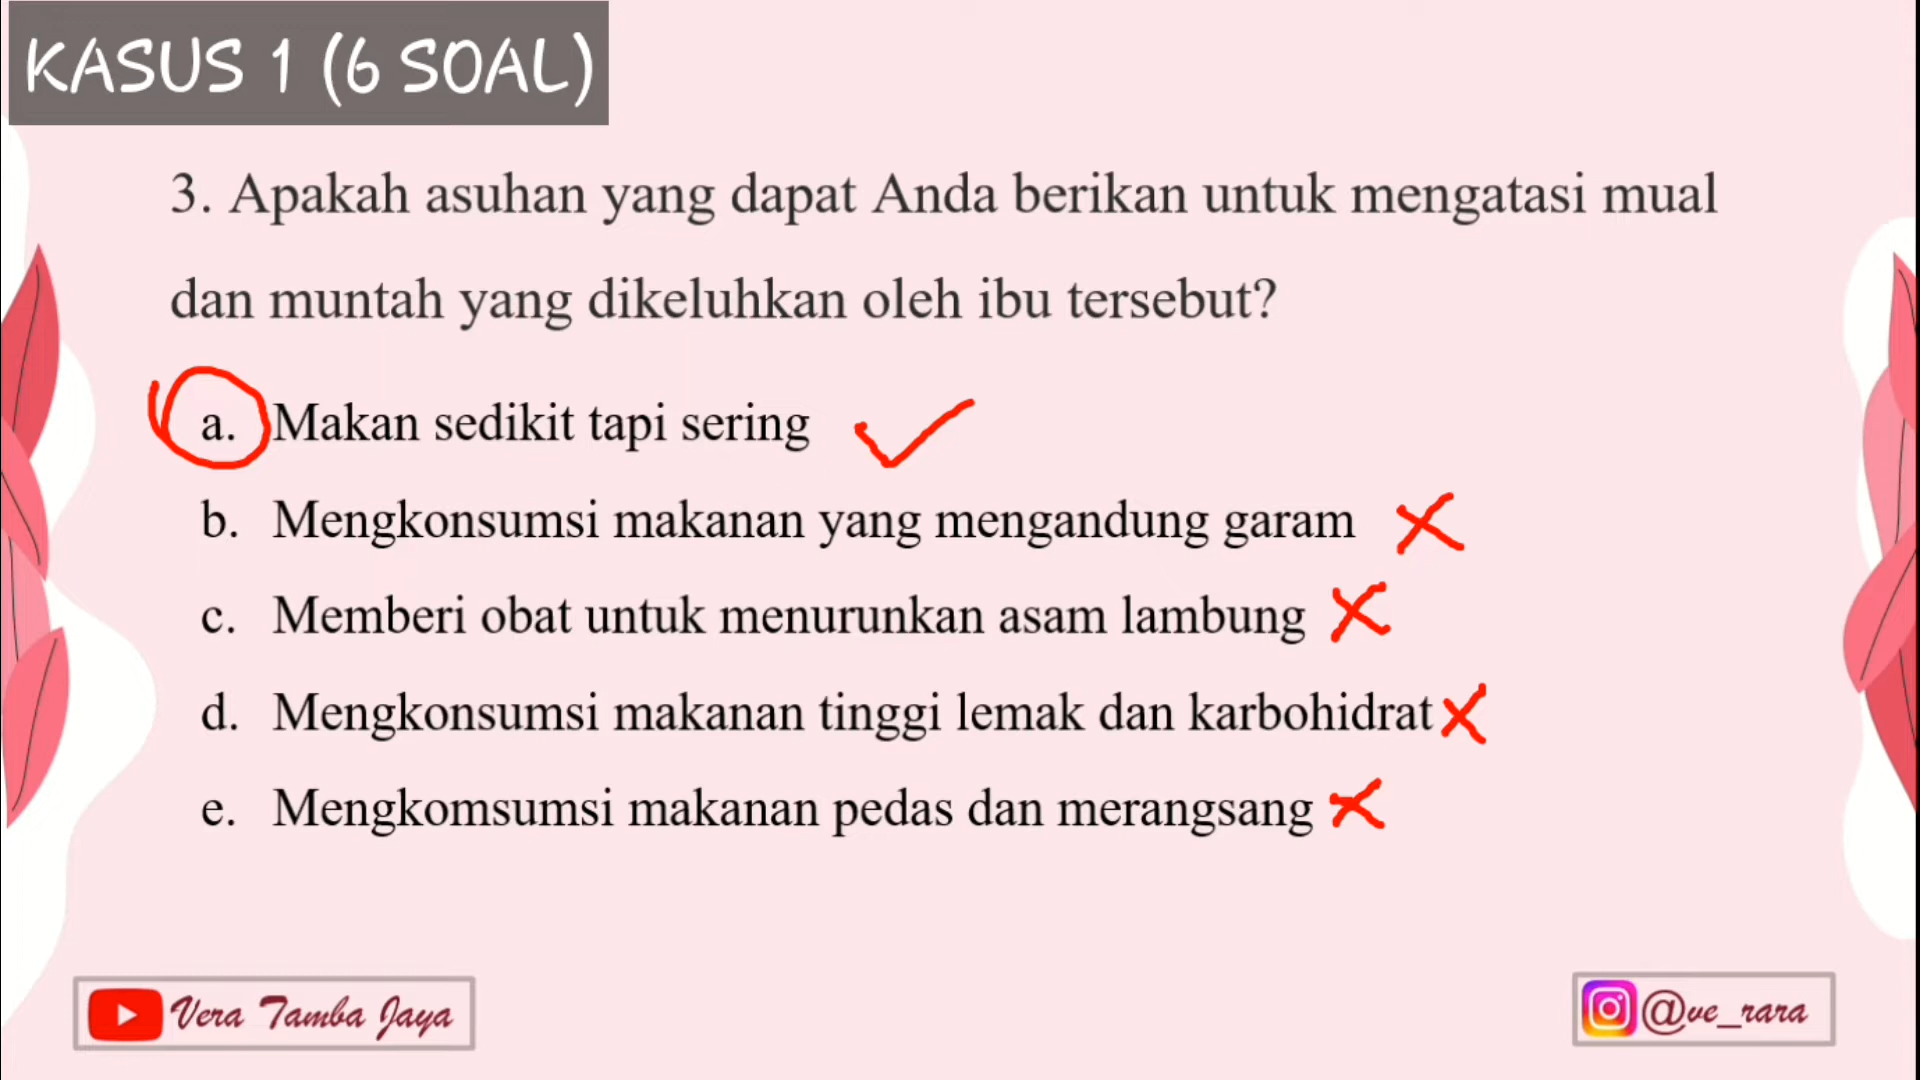 KASUS 1 (6 SOAL)
3. Apakah asuhan yang dapat Anda berikan untuk mengatasi mual
dan muntah yang dikeluhkan oleh ibu tersebut?
a. Makan sedikit tapi sering
b. Mengkonsumsi makanan yang mengandung garam
c. Memberi obat untuk menurunkan asam lambung
d. Mengkonsumsi makanan tinggi lemak dan karbohidrat
e. Mengkomsumsi makanan pedas dan merangsang
Vera Tamba Jaya
@ve_rara